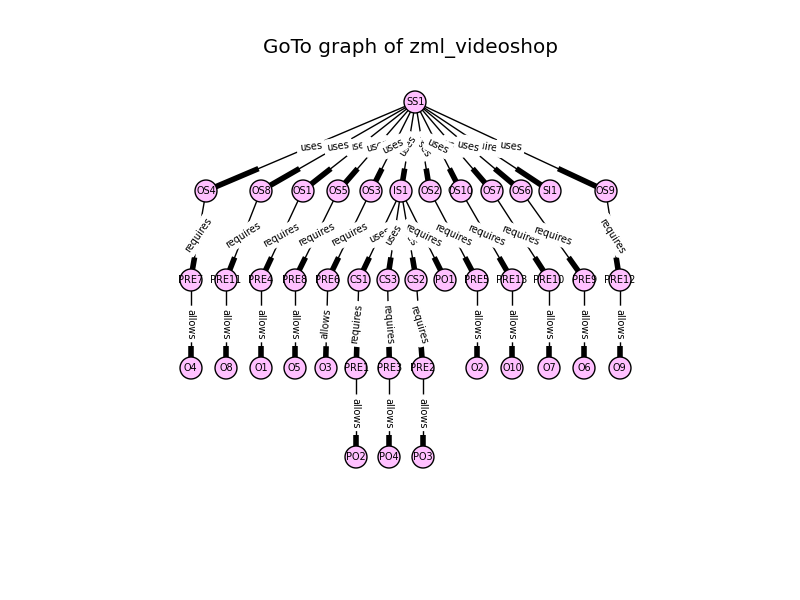 GoTo graph of zml_videoshop
SS1
uses uses uses uses uses uses
OS4 OS8 OS1 OS5 OS3 IS1 OS2 OS10 OS7 OS6 SI1 OS9
requires requires requires requires requires uses uses requires requires requires requires requires requires
PRE7 PRE11 PRE4 PRE8 PRE6 CS1 CS3 CS2 PO1 PRE5 PRE13 PRE10 PRE9 PRE12
allows allows allows allows allows requires requires requires allows allows allows allows allows
O4 O8 O1 O5 O3 PRE1 PRE3 PRE2 O2 O10 O7 O6 O9
allows allows allows
PO2 PO4 PO3